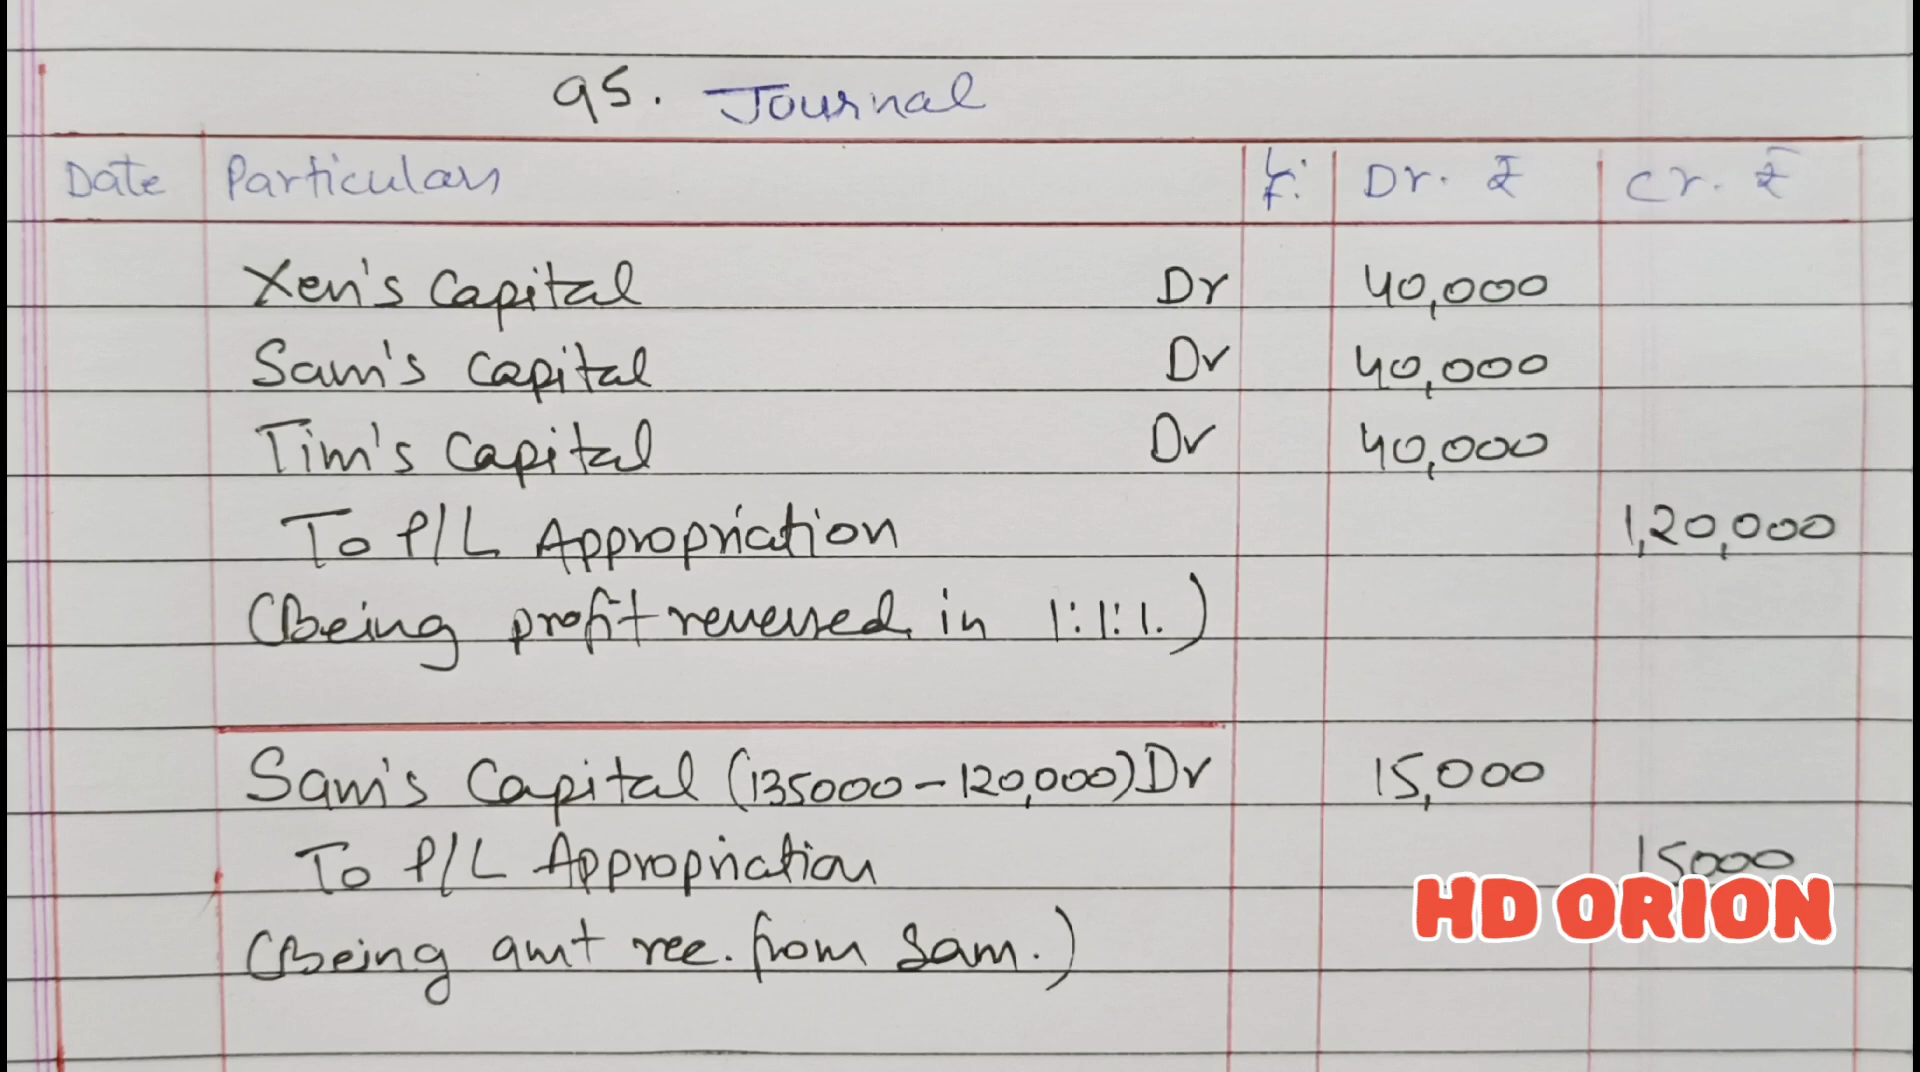 95. Journal
Date Particulars L.F. Dr. ₹ Cr. ₹
Xen's Capital Dr 40,000
Sam's Capital Dr 40,000
Tim's Capital Dr 40,000
To P/L Appropriation 1,20,000
(Being profit reversed in 1:1:1.)
Sam's Capital (135000-120,000) Dr 15,000
To P/L Appropriation 15000
HD ORION
(Being amt rec. from Sam.)